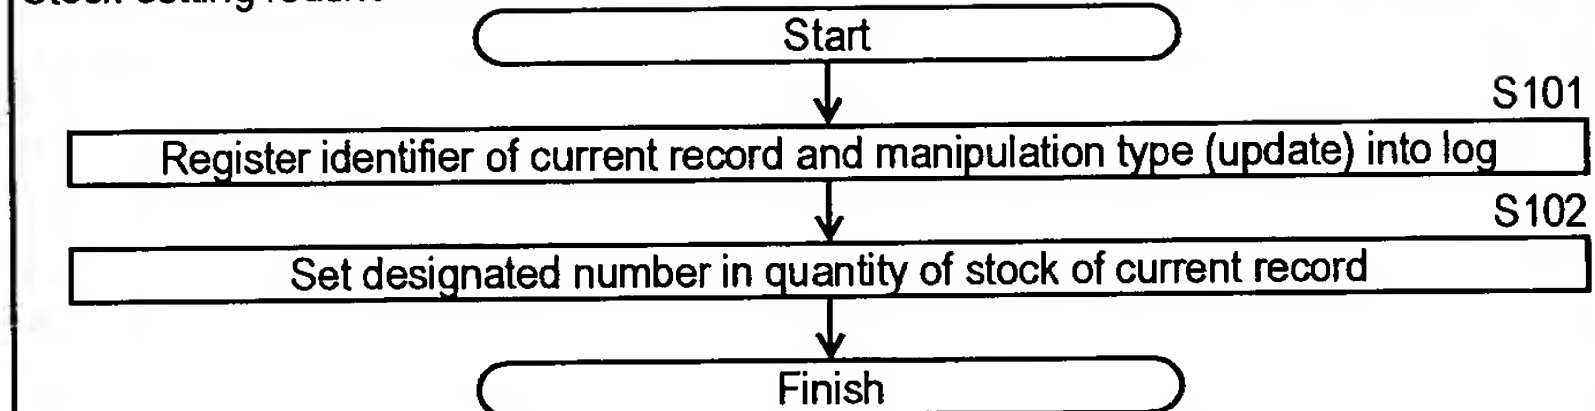 Start
S101
Register identifier of current record and manipulation type (update) into log
S102
Set designated number in quantity of stock of current record
Finish